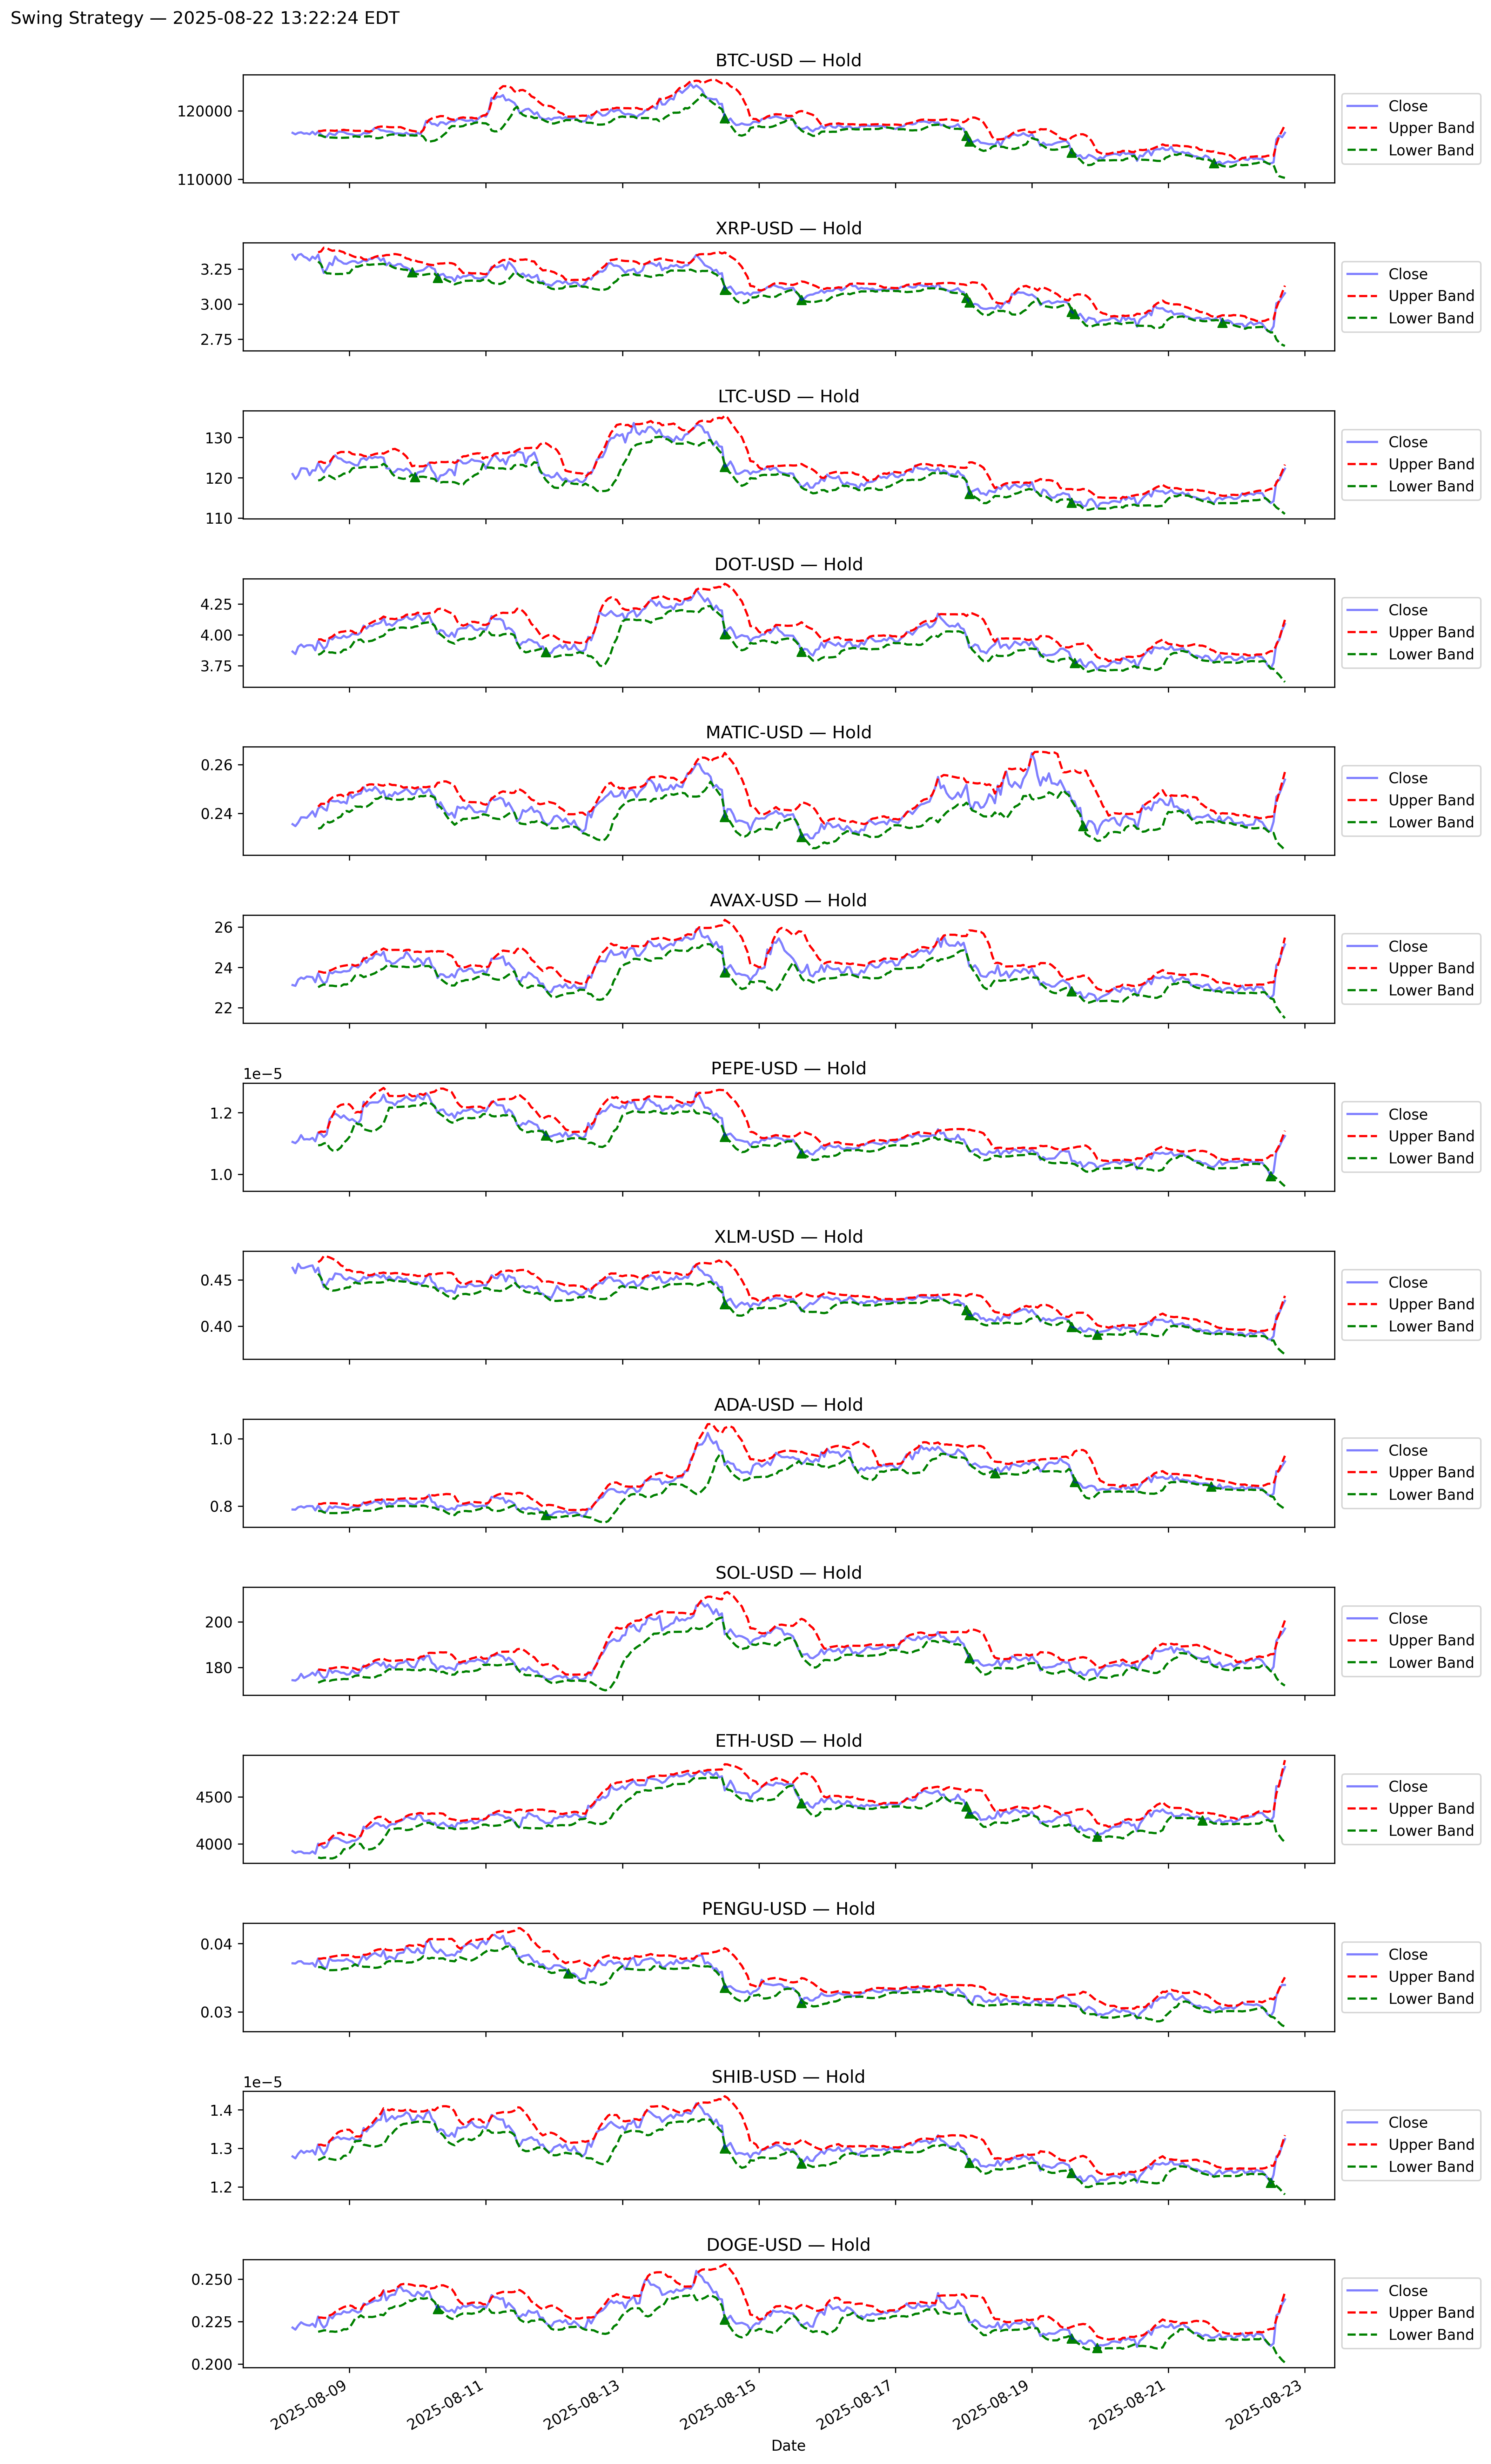 Swing Strategy — 2025-08-22 13:22:24 EDT
BTC-USD — Hold
120000
110000
Close
Upper Band
Lower Band
XRP-USD — Hold
3.25
3.00
2.75
Close
Upper Band
Lower Band
LTC-USD — Hold
130
120
110
Close
Upper Band
Lower Band
DOT-USD — Hold
4.25
4.00
3.75
Close
Upper Band
Lower Band
MATIC-USD — Hold
0.26
0.24
Close
Upper Band
Lower Band
AVAX-USD — Hold
26
24
22
Close
Upper Band
Lower Band
PEPE-USD — Hold
1e−5
1.2
1.0
Close
Upper Band
Lower Band
XLM-USD — Hold
0.45
0.40
Close
Upper Band
Lower Band
ADA-USD — Hold
1.0
0.8
Close
Upper Band
Lower Band
SOL-USD — Hold
200
180
Close
Upper Band
Lower Band
ETH-USD — Hold
4500
4000
Close
Upper Band
Lower Band
PENGU-USD — Hold
0.04
0.03
Close
Upper Band
Lower Band
SHIB-USD — Hold
1e−5
1.4
1.3
1.2
Close
Upper Band
Lower Band
DOGE-USD — Hold
0.250
0.225
0.200
Close
Upper Band
Lower Band
2025-08-09
2025-08-11
2025-08-13
2025-08-15
2025-08-17
2025-08-19
2025-08-21
2025-08-23
Date